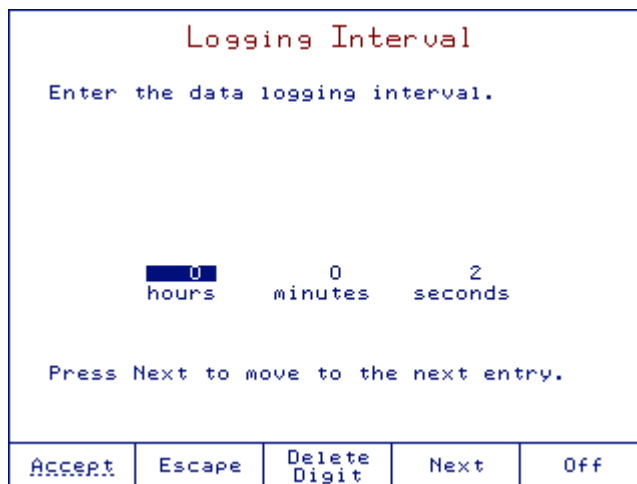 Logging Interval
Enter the data logging interval.
0 0 2
hours minutes seconds
Press Next to move to the next entry.
Accept Escape Delete Digit Next Off